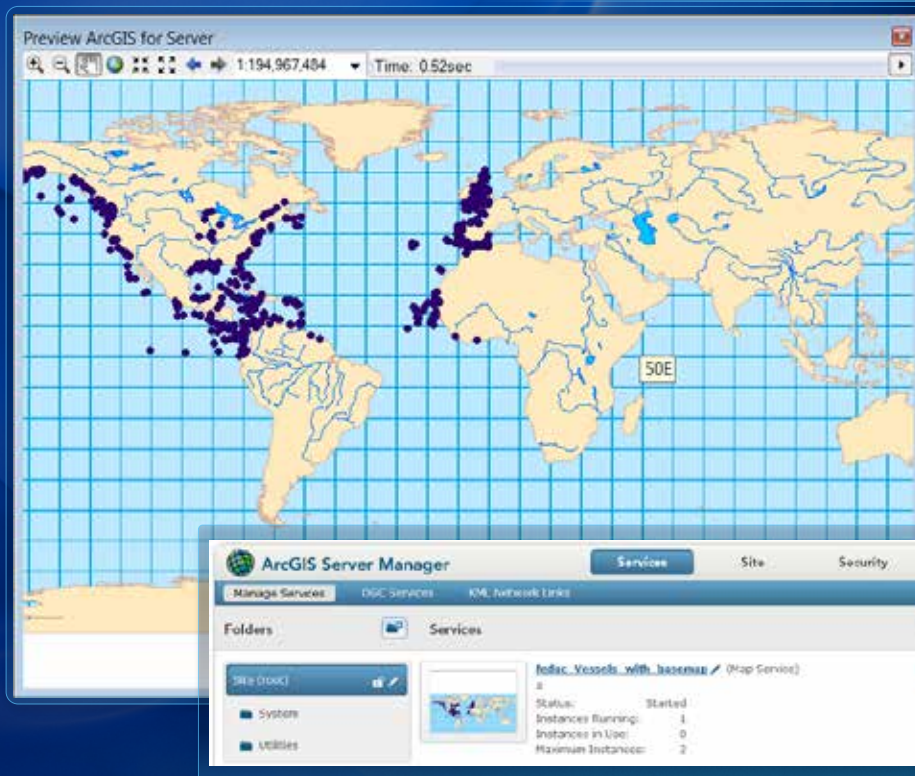 Preview ArcGIS for Server
1:194,967,484 Time: 0.52sec
50E
ArcGIS Server Manager Services Site Security
Manage Services OGC Services KML Network Links
Folders Services
Site (root) fedac_Vessels_with_basemap (Map Service)
Status: Started
System Instances Running: 1
Instances in Use: 0
Utilities Maximum Instances: 2